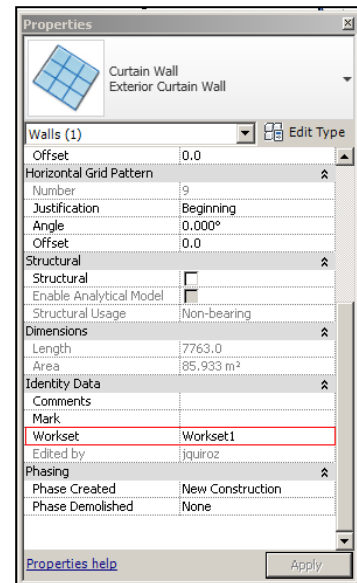 Properties
Curtain Wall
Exterior Curtain Wall
Walls (1)
Edit Type
Offset 0.0
Horizontal Grid Pattern
Number 9
Justification Beginning
Angle 0.000°
Offset 0.0
Structural
Structural
Enable Analytical Model
Structural Usage Non-bearing
Dimensions
Length 7763.0
Area 85.933 m²
Identity Data
Comments
Mark
Workset Workset1
Edited by jquiroz
Phasing
Phase Created New Construction
Phase Demolished None
Properties help
Apply